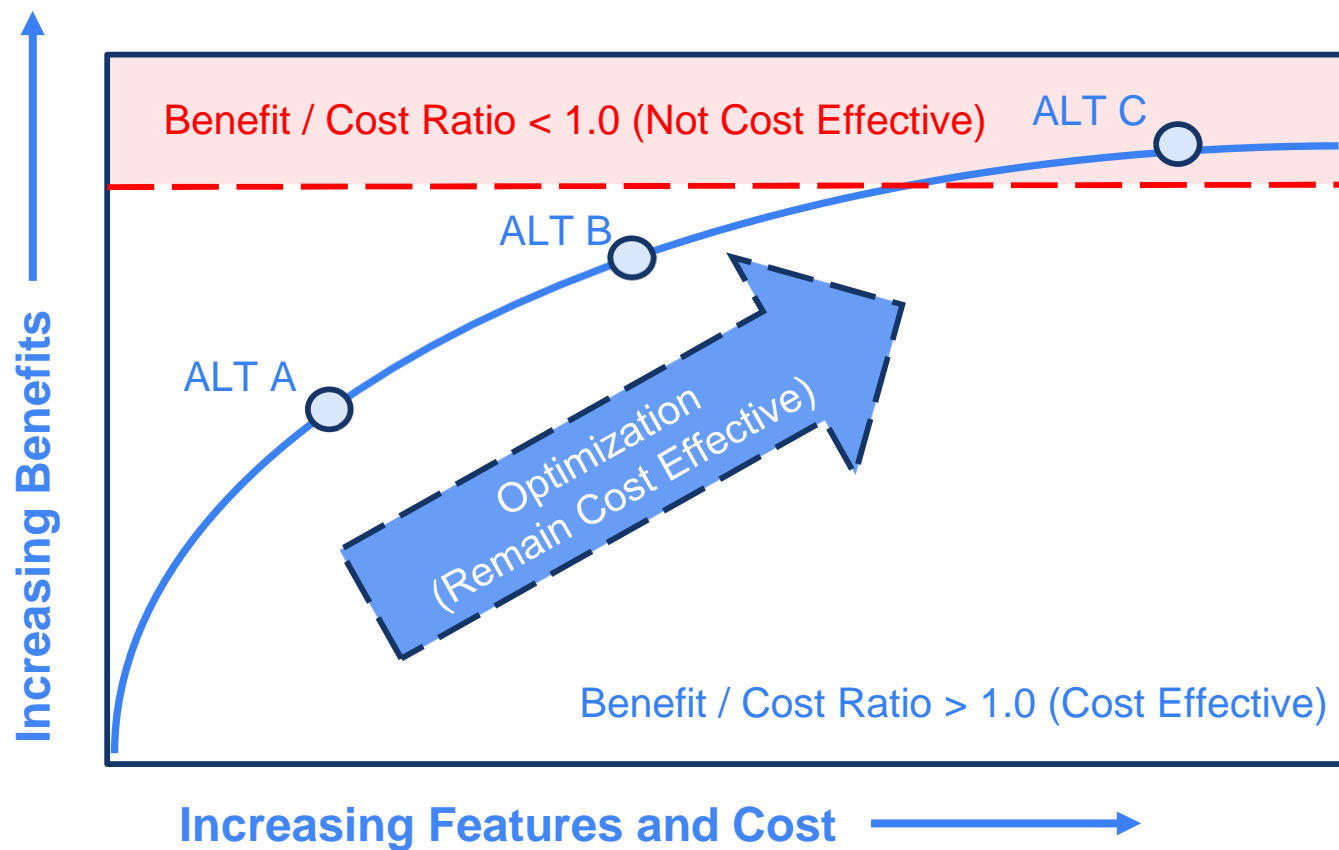 Increasing Benefits
Benefit / Cost Ratio < 1.0 (Not Cost Effective)
ALT C
ALT B
ALT A
Optimization
(Remain Cost Effective)
Benefit / Cost Ratio > 1.0 (Cost Effective)
Increasing Features and Cost